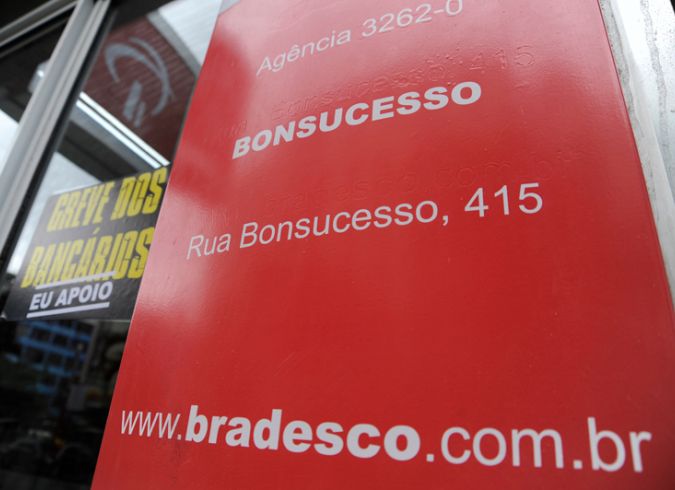 Agência 3262-0
BONSUCESSO
Rua Bonsucesso, 415
www.bradesco.com.br
GREVE DOS
BANCÁRIOS
EU APOIO